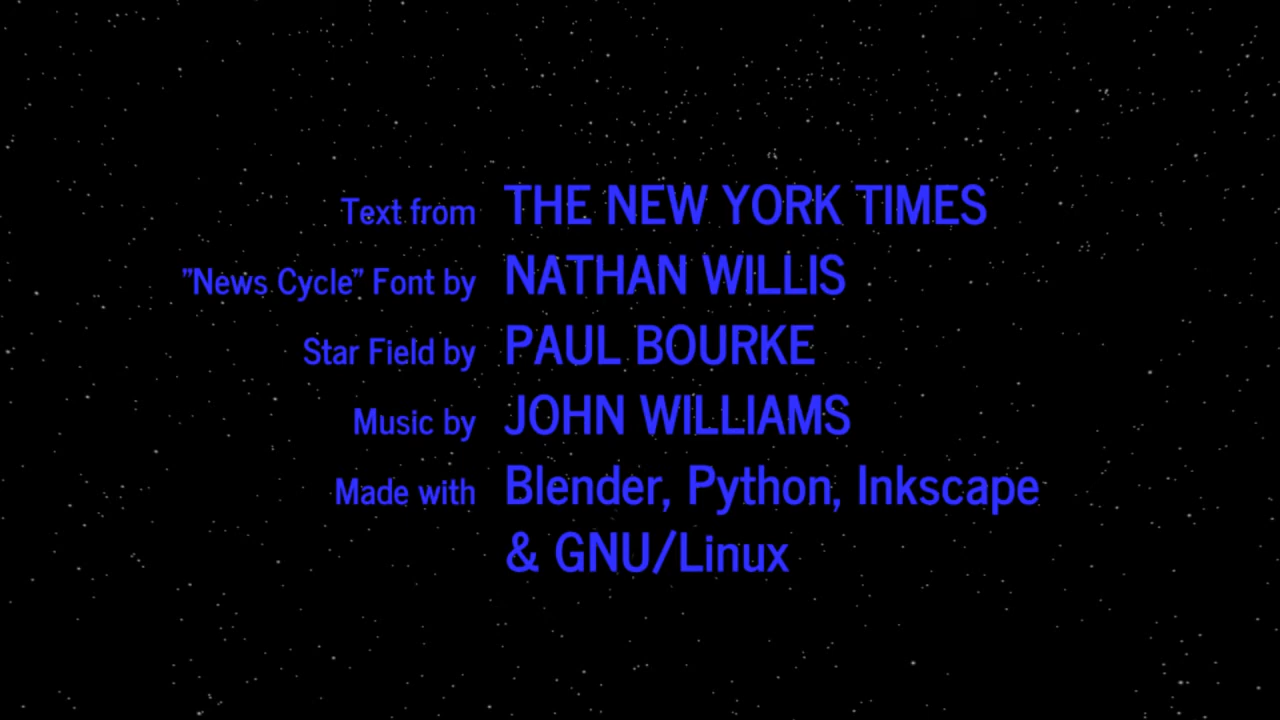 Text from THE NEW YORK TIMES
"News Cycle" Font by NATHAN WILLIS
Star Field by PAUL BOURKE
Music by JOHN WILLIAMS
Made with Blender, Python, Inkscape
& GNU/Linux